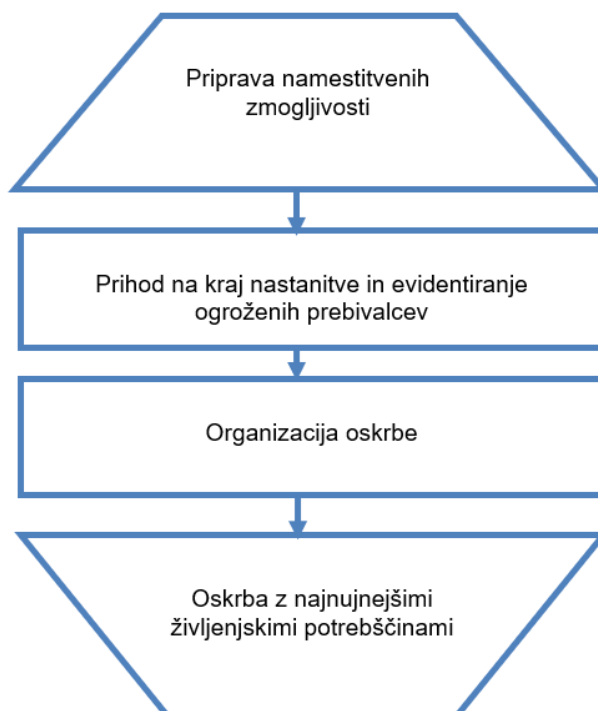 Priprava namestitvenih
zmogljivosti
Prihod na kraj nastanitve in evidentiranje
ogroženih prebivalcev
Organizacija oskrbe
Oskrba z najnujnejšimi
življenjskimi potrebščinami